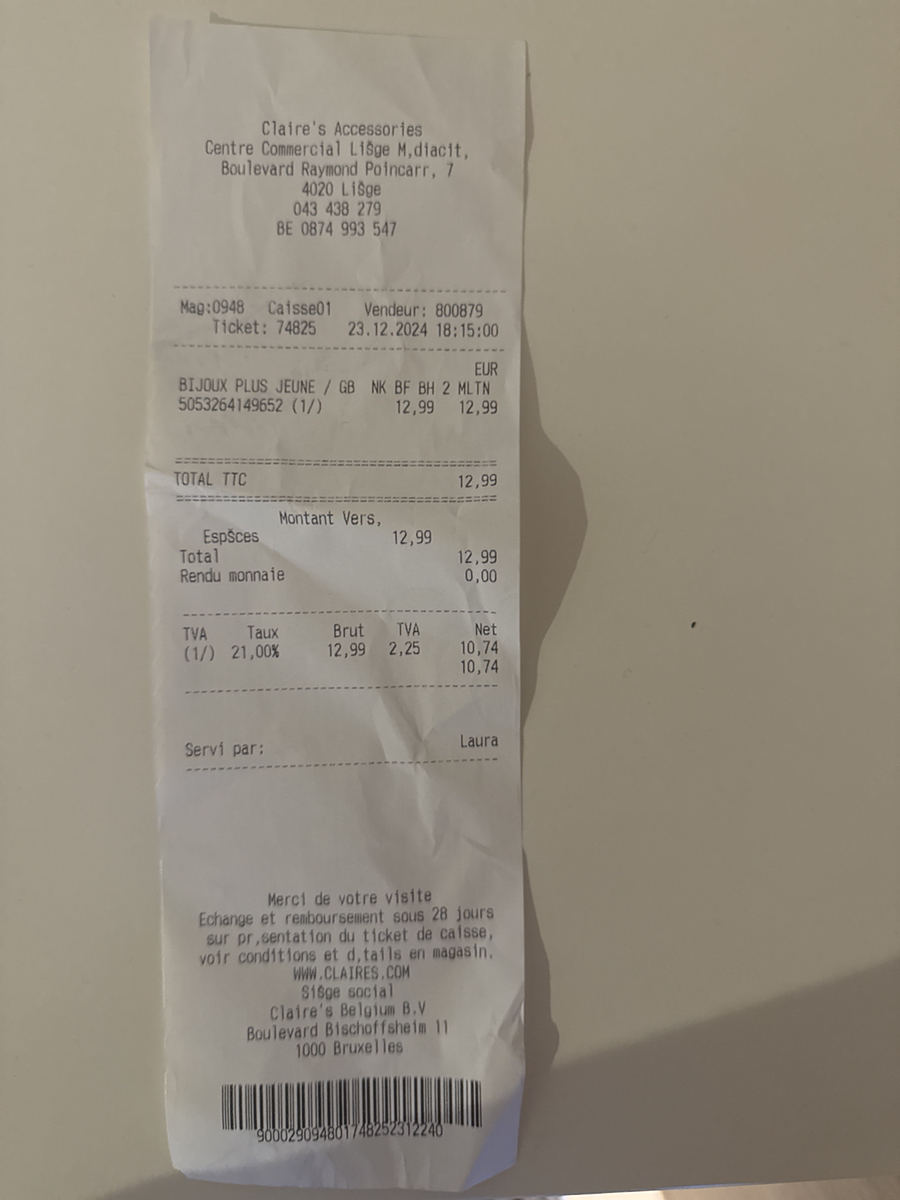 Claire's Accessories
Centre Commercial LiŠge M,diacit,
Boulevard Raymond Poincarr, 7
4020 LiŠge
043 438 279
BE 0874 993 547
Mag:0948 Caisse01 Vendeur: 800879
Ticket: 74825 23.12.2024 18:15:00
EUR
BIJOUX PLUS JEUNE / GB NK BF BH 2 MLTN
5053264149652 (1/) 12,99 12,99
TOTAL TTC 12,99
Montant Vers,
EspŠces 12,99
Total 12,99
Rendu monnaie 0,00
TVA Taux Brut TVA Net
(1/) 21,00% 12,99 2,25 10,74
10,74
Servi par: Laura
Merci de votre visite
Echange et remboursement sous 28 jours
sur pr,sentation du ticket de caisse,
voir conditions et d,tails en magasin.
WWW.CLAIRES.COM
SiŠge social
Claire's Belgium B.V
Boulevard Bischoffsheim 11
1000 Bruxelles
900029094801748252312240